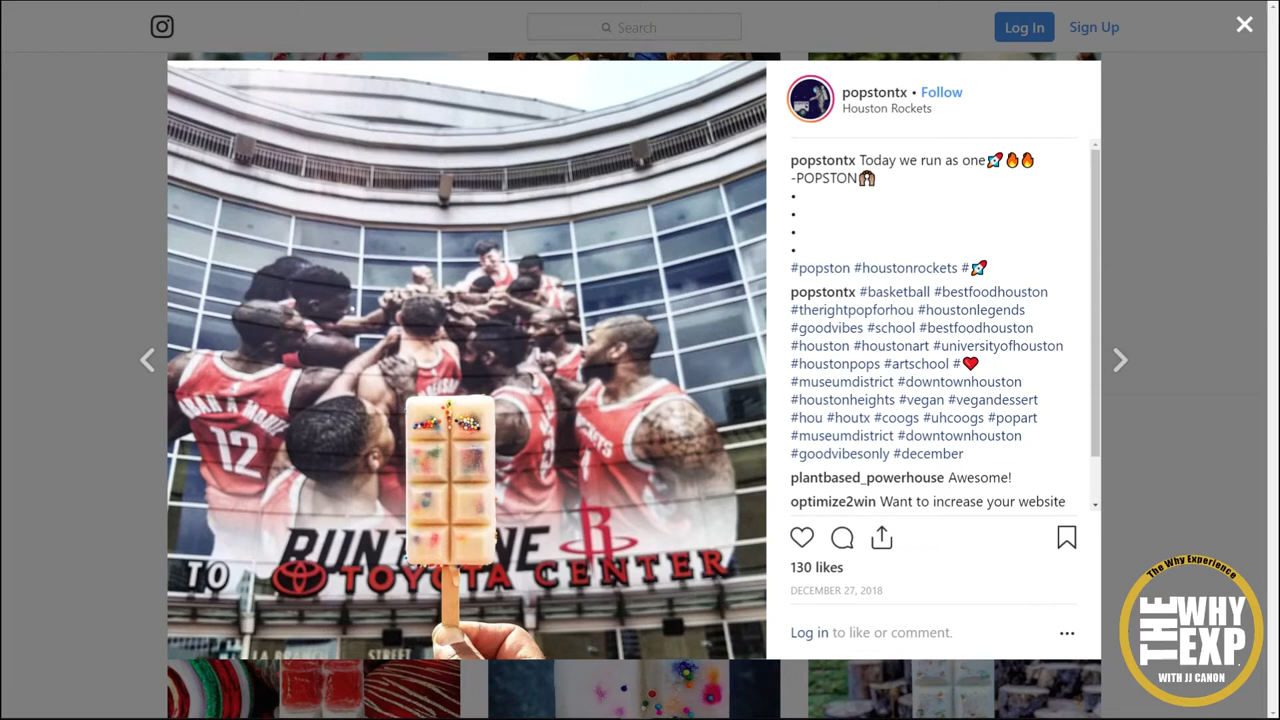 Search
Log In
Sign Up
popstontx • Follow
Houston Rockets
popstontx Today we run as one🚀🔥🔥
-POPSTON🙈
•
•
•
•
#popston #houstonrockets #🚀
popstontx #basketball #bestfoodhouston
#therightpopforhou #houstonlegends
#goodvibes #school #bestfoodhouston
#houston #houstonart #universityofhouston
#houstonpops #artschool #❤️
#museumdistrict #downtownhouston
#houstonheights #vegan #vegandessert
#hou #houtx #coogs #uhcoogs #popart
#museumdistrict #downtownhouston
#goodvibesonly #december
plantbased_powerhouse Awesome!
optimize2win Want to increase your website
130 likes
DECEMBER 27, 2018
Log in to like or comment.
12
RUN
NE
R
TO TOYOTA CENTER
LA BRANCH STREET
The Why Experience
THE WHY EXP.
WITH JJ CANON